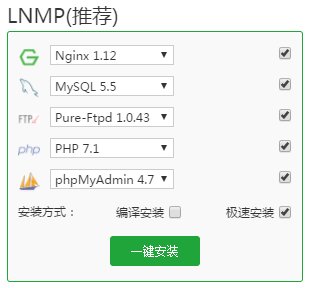 LNMP(推荐)
Nginx 1.12
MySQL 5.5
FTP Pure-Ftpd 1.0.43
php PHP 7.1
phpMyAdmin 4.7
安装方式： 编译安装 极速安装
一键安装